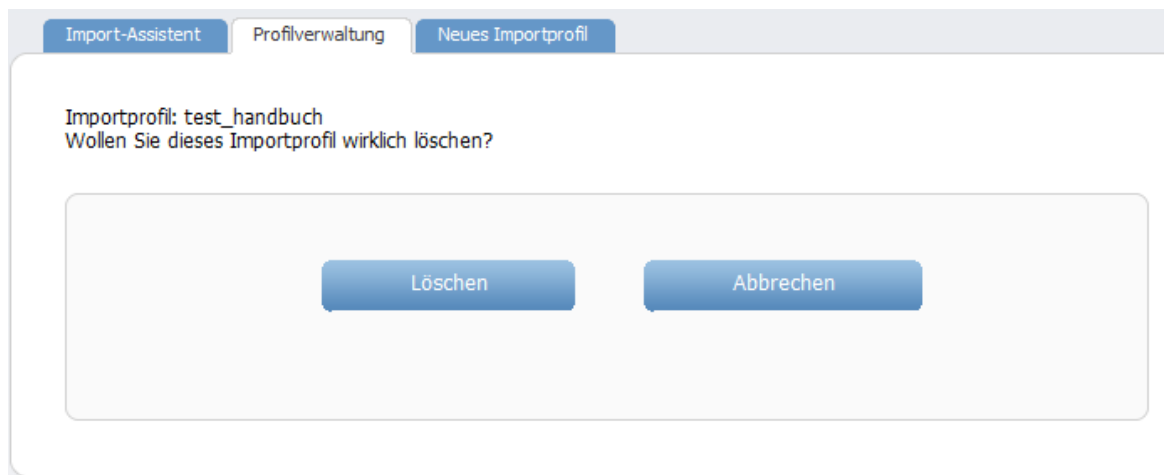 Import-Assistent Profilverwaltung Neues Importprofil
Importprofil: test_handbuch
Wollen Sie dieses Importprofil wirklich löschen?
Löschen Abbrechen